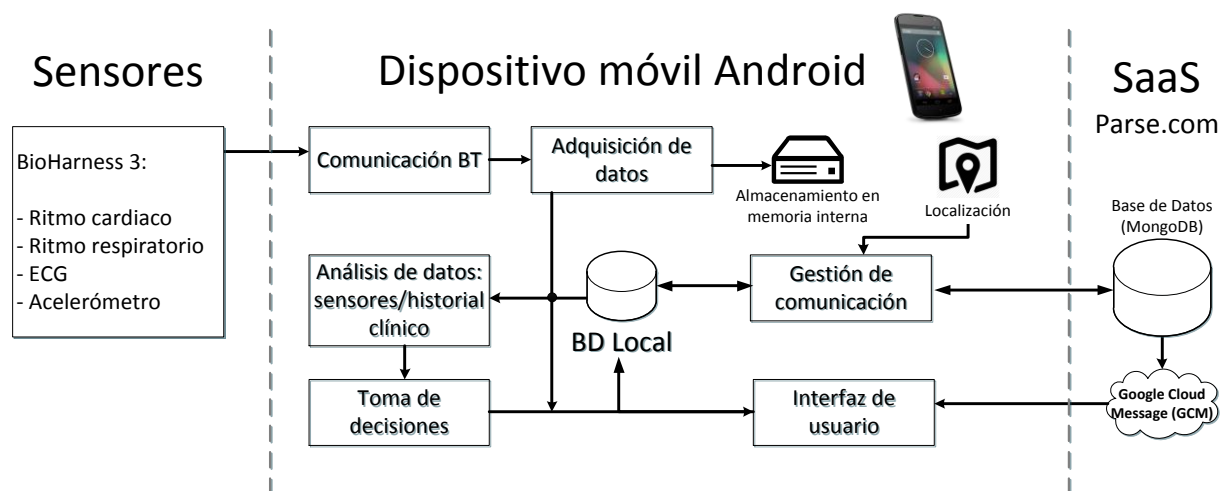 Sensores
Dispositivo móvil Android
SaaS
Parse.com
BioHarness 3:
- Ritmo cardiaco
- Ritmo respiratorio
- ECG
- Acelerómetro
Comunicación BT
Adquisición de
datos
Almacenamiento en
memoria interna
Localización
Base de Datos
(MongoDB)
Análisis de datos:
sensores/historial
clínico
BD Local
Gestión de
comunicación
Toma de
decisiones
Interfaz de
usuario
Google Cloud
Message (GCM)